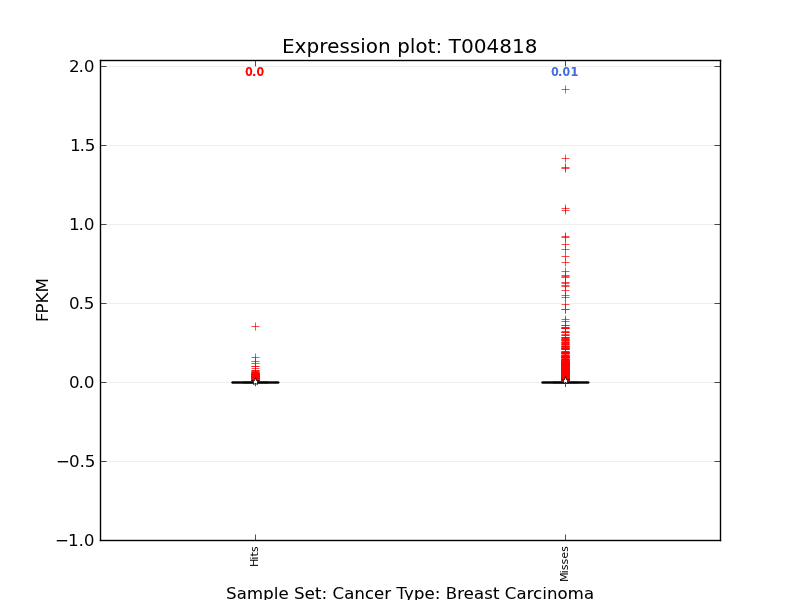 Expression plot: T004818
0.0
0.01
2.0
1.5
1.0
0.5
0.0
−0.5
−1.0
FPKM
Hits
Misses
Sample Set: Cancer Type: Breast Carcinoma